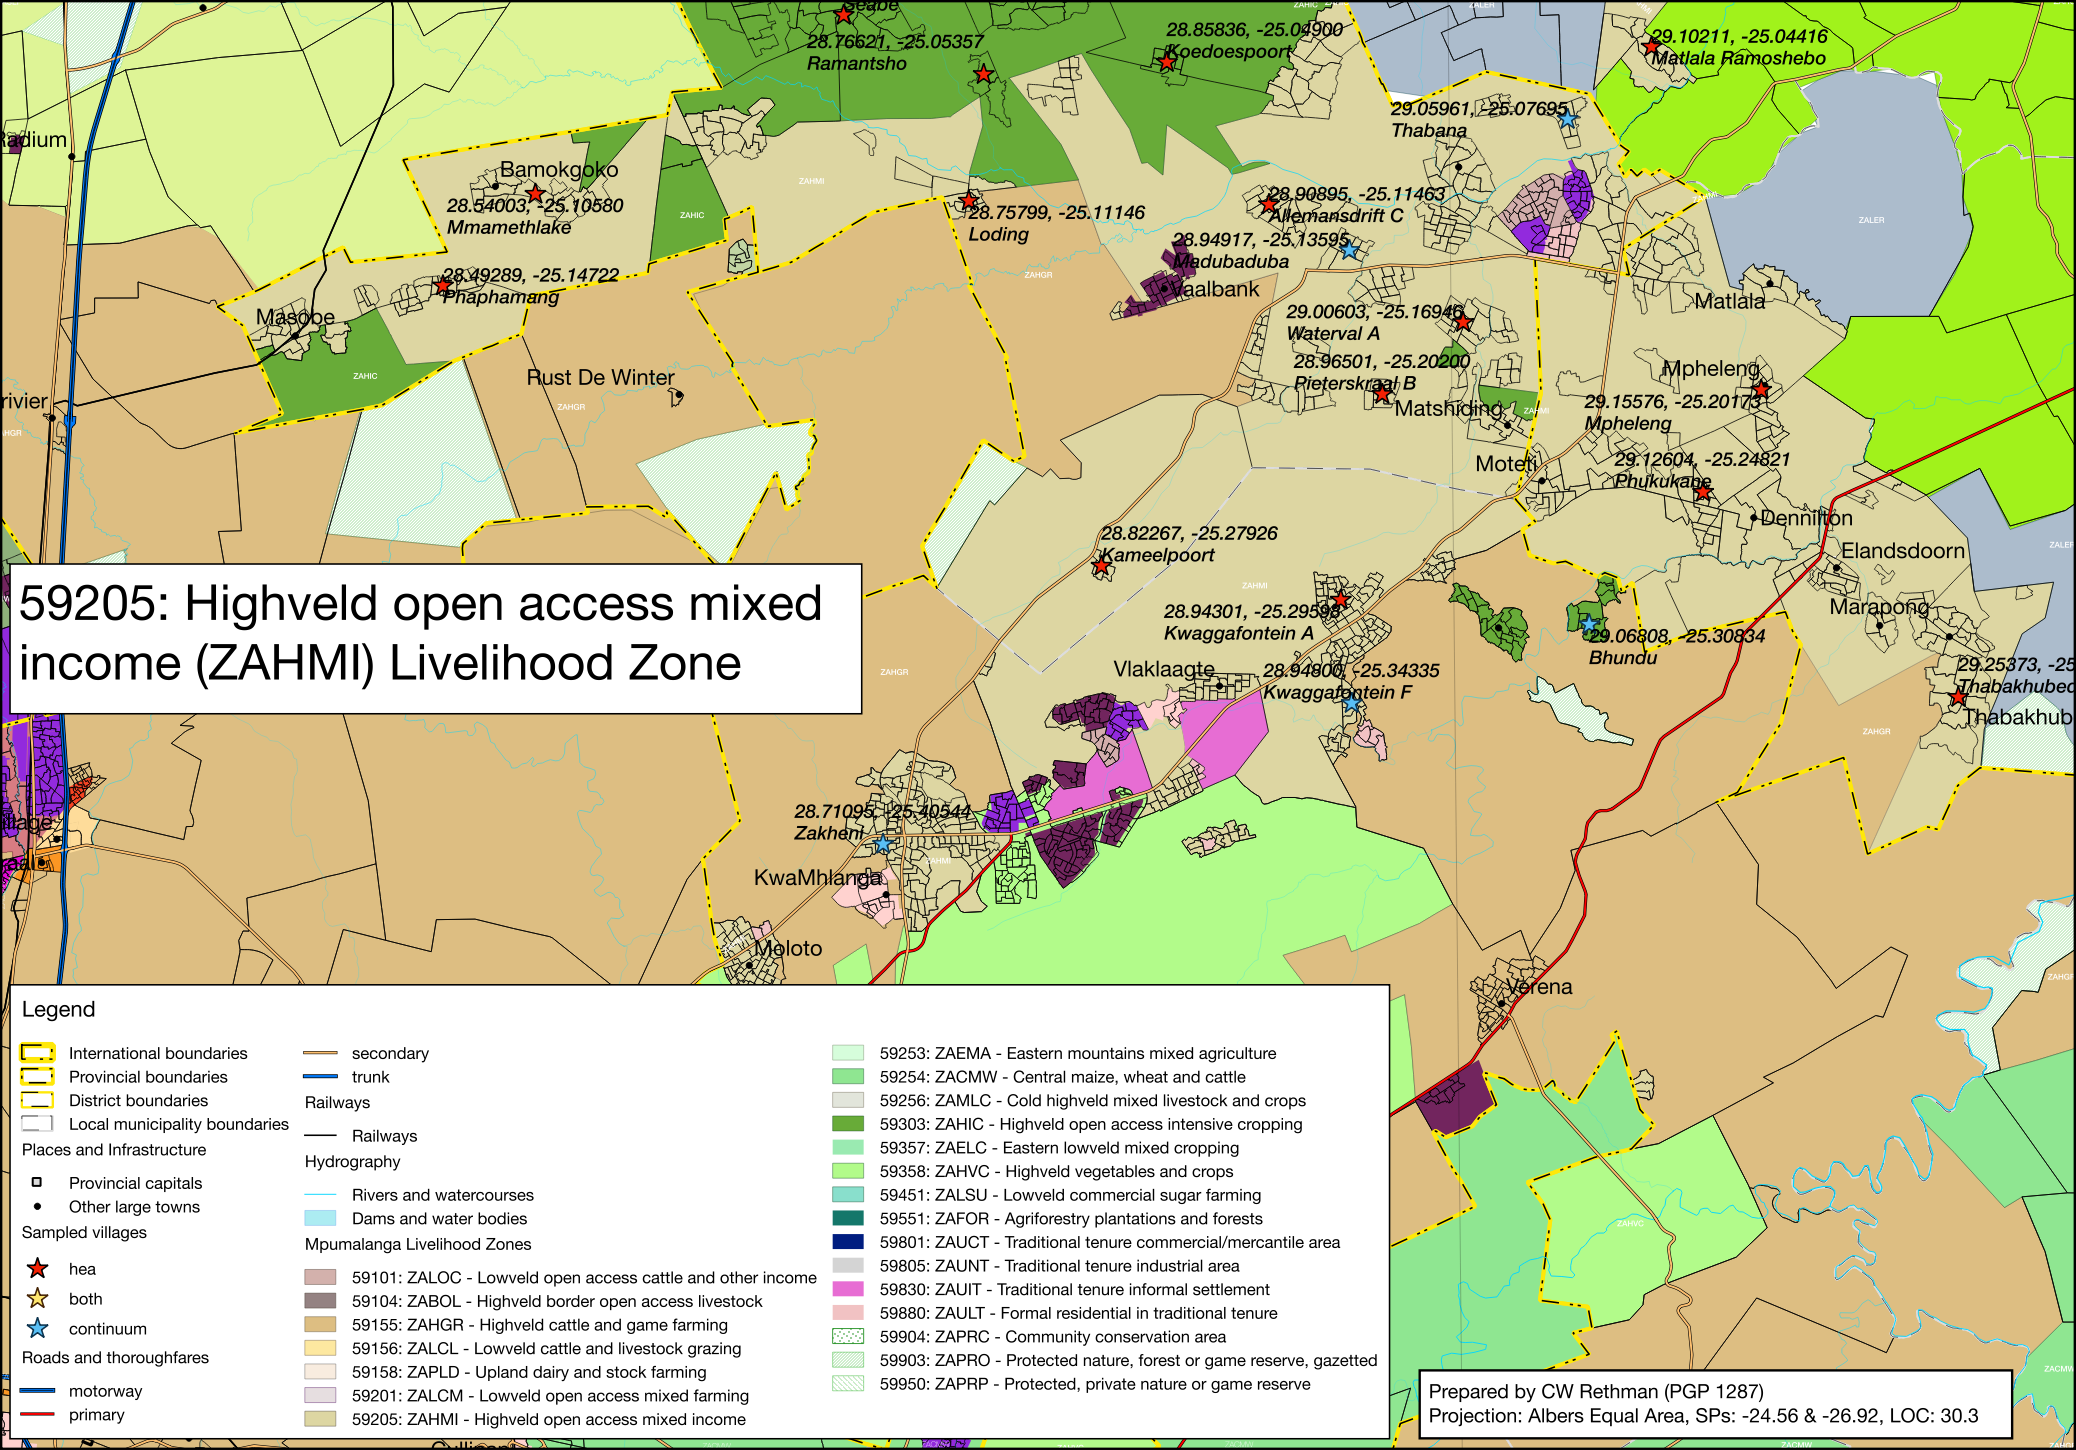 Seabe
28.76621, -25.05357
Ramantsho
28.85836, -25.04900
Koedoespoort
ZAHIC
ZALER
29.10211, -25.04416
Matlala Ramoshebo
29.05961, -25.07695
Thabana
Radium
Bamokgoko
28.54003, -25.10580
Mmamethlake
ZAHMI
ZAHIC
28.75799, -25.11146
Loding
28.90895, -25.11463
Allemansdrift C
28.94917, -25.13595
Madubaduba
Vaalbank
ZALER
28.49289, -25.14722
Phaphamang
ZAHGR
Masobe
29.00603, -25.16946
Waterval A
Matlala
28.96501, -25.20200
Pieterskraal B
Matshiding
ZAHMI
Mpheleng
29.15576, -25.20173
Mpheleng
ZAHIC
Rust De Winter
ZAHGR
rivier
HGR
Moteti
29.12604, -25.24821
Phukukane
Dennilton
Elandsdoorn
ZALER
28.82267, -25.27926
Kameelpoort
ZAHMI
28.94301, -25.29598
Kwaggafontein A
Marapong
29.06808, -25.30834
Bhundu
59205: Highveld open access mixed
income (ZAHMI) Livelihood Zone
ZAHGR
Vlaklaagte
28.94800, -25.34335
Kwaggafontein F
29.25373, -25
Thabakhubed
Thabakhub
ZAHGR
28.71095, -25.40544
Zakheni
ZAHMI
illage
KwaMhlanga
Moloto
Verena
ZAHGR
Legend
International boundaries
Provincial boundaries
District boundaries
Local municipality boundaries
Places and Infrastructure
Provincial capitals
Other large towns
Sampled villages
hea
both
continuum
Roads and thoroughfares
motorway
primary
secondary
trunk
Railways
Railways
Hydrography
Rivers and watercourses
Dams and water bodies
Mpumalanga Livelihood Zones
59101: ZALOC - Lowveld open access cattle and other income
59104: ZABOL - Highveld border open access livestock
59155: ZAHGR - Highveld cattle and game farming
59156: ZALCL - Lowveld cattle and livestock grazing
59158: ZAPLD - Upland dairy and stock farming
59201: ZALCM - Lowveld open access mixed farming
59205: ZAHMI - Highveld open access mixed income
59253: ZAEMA - Eastern mountains mixed agriculture
59254: ZACMW - Central maize, wheat and cattle
59256: ZAMLC - Cold highveld mixed livestock and crops
59303: ZAHIC - Highveld open access intensive cropping
59357: ZAELC - Eastern lowveld mixed cropping
59358: ZAHVC - Highveld vegetables and crops
59451: ZALSU - Lowveld commercial sugar farming
59551: ZAFOR - Agriforestry plantations and forests
59801: ZAUCT - Traditional tenure commercial/mercantile area
59805: ZAUNT - Traditional tenure industrial area
59830: ZAUIT - Traditional tenure informal settlement
59880: ZAULT - Formal residential in traditional tenure
59904: ZAPRC - Community conservation area
59903: ZAPRO - Protected nature, forest or game reserve, gazetted
59950: ZAPRP - Protected, private nature or game reserve
ZAHVC
ZACMW
Prepared by CW Rethman (PGP 1287)
Projection: Albers Equal Area, SPs: -24.56 & -26.92, LOC: 30.3
ZACMW
ZACMW
ZACMW